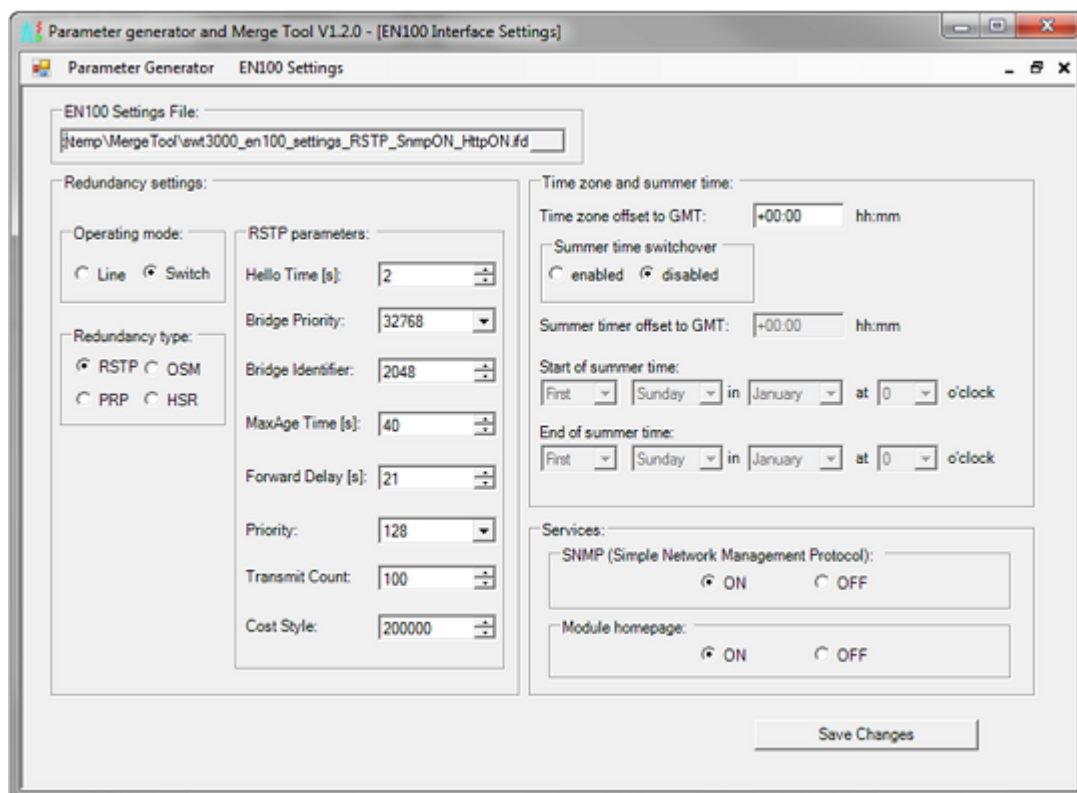 Parameter generator and Merge Tool V1.2.0 - [EN100 Interface Settings]
Parameter Generator EN100 Settings
EN100 Settings File:
\temp\MergeTool\swt3000_en100_settings_RSTP_SnmpON_HttpON.ifd
Redundancy settings:
Operating mode:
Line Switch
Redundancy type:
RSTP OSM
PRP HSR
RSTP parameters:
Hello Time [s]: 2
Bridge Priority: 32768
Bridge Identifier: 2048
MaxAge Time [s]: 40
Forward Delay [s]: 21
Priority: 128
Transmit Count: 100
Cost Style: 200000
Time zone and summer time:
Time zone offset to GMT: +00:00 hh:mm
Summer time switchover
enabled disabled
Summer timer offset to GMT: +00:00 hh:mm
Start of summer time:
First Sunday in January at 0 o'clock
End of summer time:
First Sunday in January at 0 o'clock
Services:
SNMP (Simple Network Management Protocol):
ON OFF
Module homepage:
ON OFF
Save Changes